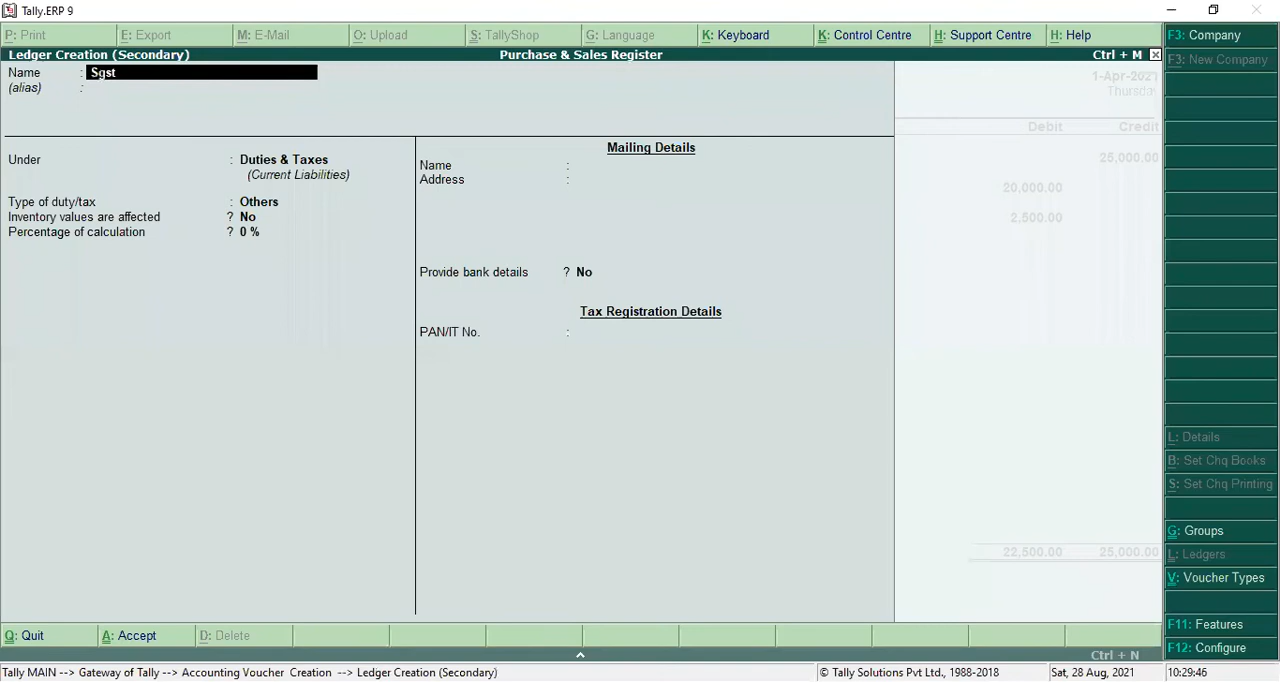 Tally.ERP 9
P: Print E: Export M: E-Mail O: Upload S: TallyShop G: Language K: Keyboard K: Control Centre H: Support Centre H: Help F3: Company
Ledger Creation (Secondary) Purchase & Sales Register Ctrl + M
F3: New Company
Name : Sgst
(alias) :
1-Apr-2021
Thursday
Debit Credit
Under : Duties & Taxes
(Current Liabilities)
Type of duty/tax : Others
Inventory values are affected ? No
Percentage of calculation ? 0 %
Mailing Details
Name :
Address :
Provide bank details ? No
Tax Registration Details
PAN/IT No. :
25,000.00
20,000.00
2,500.00
22,500.00 25,000.00
L: Details
B: Set Chq Books
S: Set Chq Printing
G: Groups
L: Ledgers
V: Voucher Types
F11: Features
F12: Configure
Q: Quit A: Accept D: Delete
Ctrl + N
Tally MAIN --> Gateway of Tally --> Accounting Voucher Creation --> Ledger Creation (Secondary) © Tally Solutions Pvt Ltd., 1988-2018 Sat, 28 Aug, 2021 10:29:46